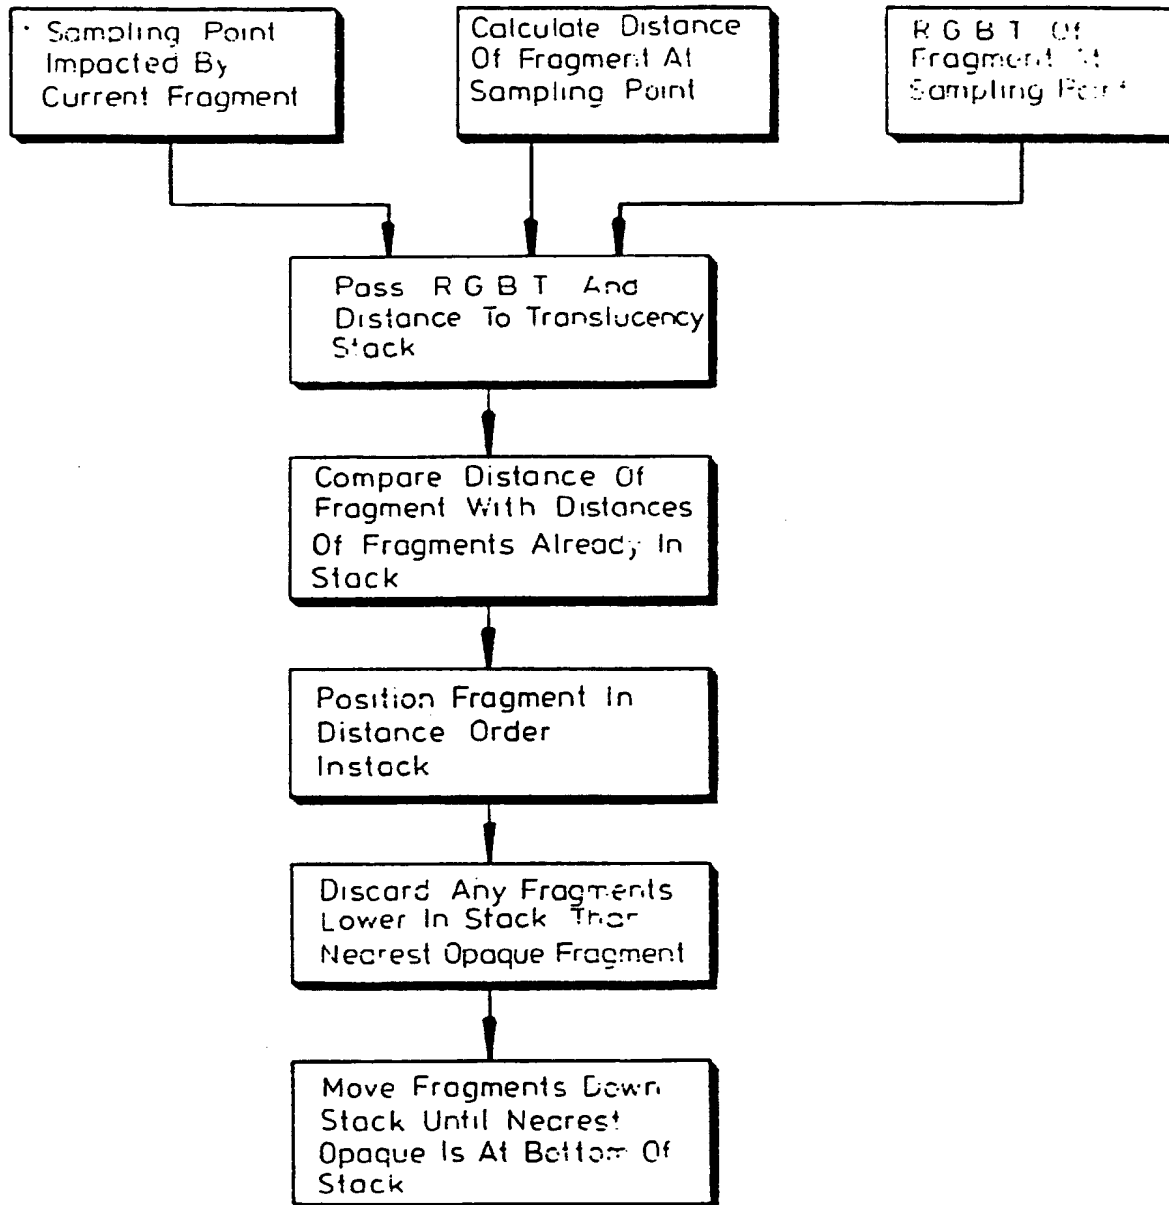 Sampling Point
Impacted By
Current Fragment
Calculate Distance
Of Fragment At
Sampling Point
R G B T Of
Fragment At
Sampling Point
Pass R G B T And
Distance To Translucency
Stack
Compare Distance Of
Fragment With Distances
Of Fragments Already In
Stack
Position Fragment In
Distance Order
Instack
Discard Any Fragments
Lower In Stack Than
Nearest Opaque Fragment
Move Fragments Down
Stack Until Nearest
Opaque Is At Bottom Of
Stack